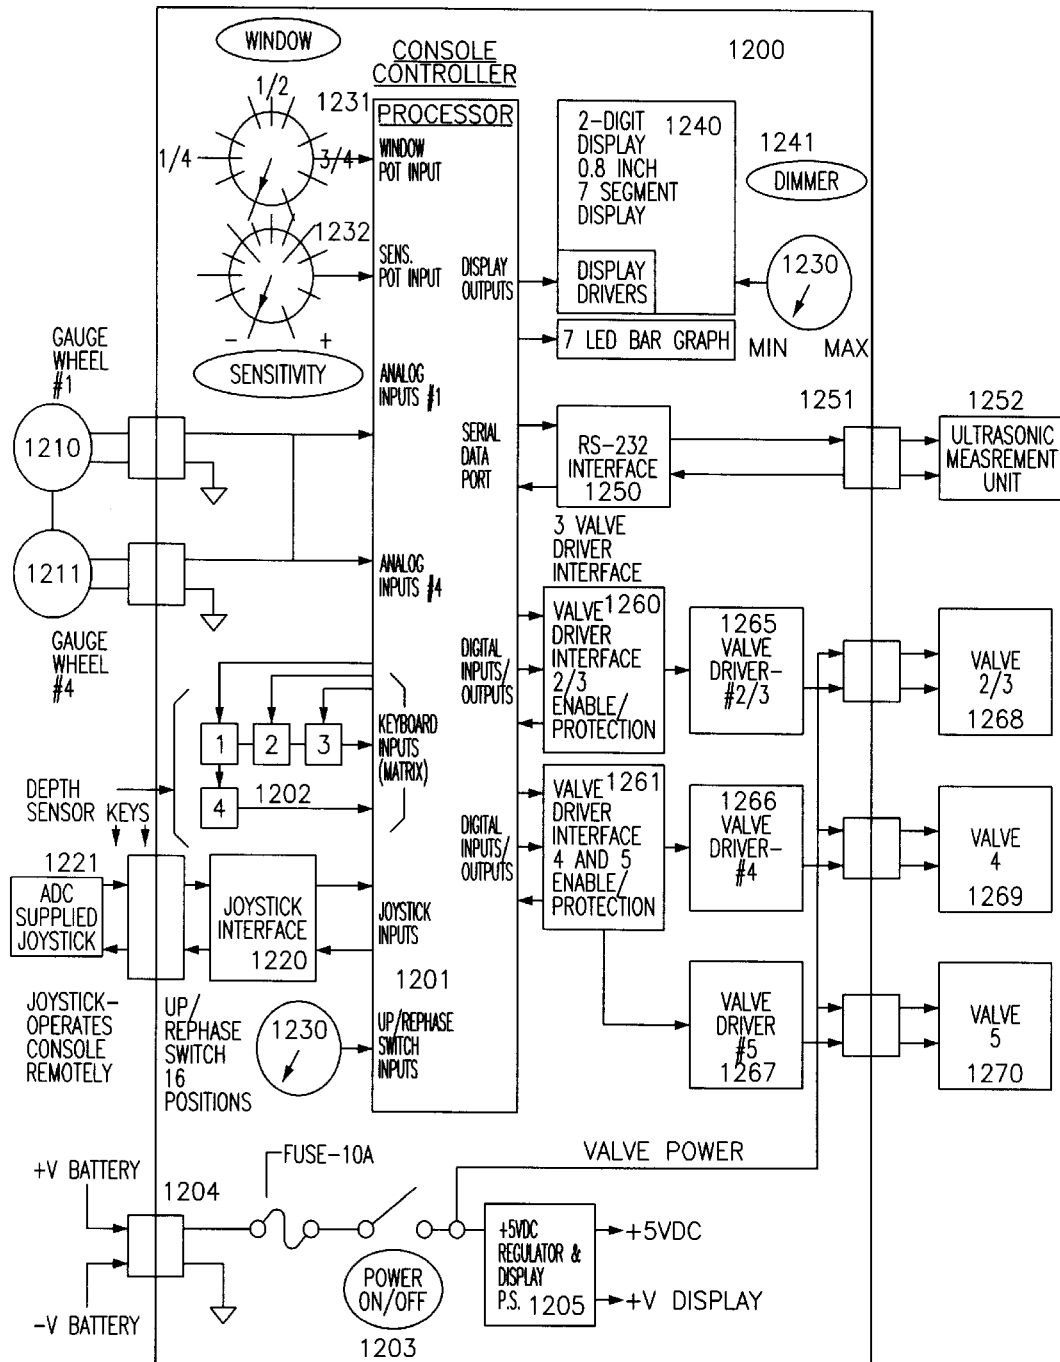 WINDOW
CONSOLE
CONTROLLER
1200
1/2
1231
1/4
3/4
PROCESSOR
WINDOW
POT INPUT
2-DIGIT
DISPLAY
0.8 INCH
7 SEGMENT
DISPLAY
1240
1241
DIMMER
1232
SENS.
POT INPUT
DISPLAY
OUTPUTS
DISPLAY
DRIVERS
1230
- +
SENSITIVITY
7 LED BAR GRAPH
MIN MAX
GAUGE
WHEEL
#1
1210
ANALOG
INPUTS #1
SERIAL
DATA
PORT
RS-232
INTERFACE
1250
1251
1252
ULTRASONIC
MEASREMENT
UNIT
1211
GAUGE
WHEEL
#4
ANALOG
INPUTS #4
3 VALVE
DRIVER
INTERFACE
DIGITAL
INPUTS/
OUTPUTS
VALVE 1260
DRIVER
INTERFACE
2/3
ENABLE/
PROTECTION
1265
VALVE
DRIVER-
#2/3
VALVE
2/3
1268
1
2
3
4
1202
KEYBOARD
INPUTS
(MATRIX)
DEPTH
SENSOR KEYS
DIGITAL
INPUTS/
OUTPUTS
VALVE 1261
DRIVER
INTERFACE
4 AND 5
ENABLE/
PROTECTION
1266
VALVE
DRIVER-
#4
VALVE
4
1269
1221
ADC
SUPPLIED
JOYSTICK
JOYSTICK
INTERFACE
1220
JOYSTICK
INPUTS
1201
JOYSTICK-
OPERATES
CONSOLE
REMOTELY
UP/
REPHASE
SWITCH
16
POSITIONS
1230
UP/REPHASE
SWITCH
INPUTS
VALVE
DRIVER
#5
1267
VALVE
5
1270
VALVE POWER
+V BATTERY
1204
FUSE-10A
-V BATTERY
POWER
ON/OFF
1203
+5VDC
REGULATOR &
DISPLAY
P.S. 1205
+5VDC
+V DISPLAY